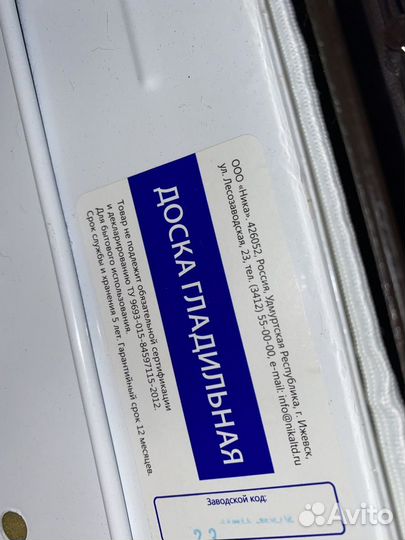 ООО «Ника». 426052, Россия, Удмуртская Республика, г. Ижевск,
ул. Лесозаводская, 23, тел. (3412) 55-00-00, e-mail: info@nikaltd.ru
ДОСКА ГЛАДИЛЬНАЯ
Товар не подлежит обязательной сертификации
и декларированию ТУ 9693-015-84597115-2012.
Для бытового использования.
Срок службы и хранения 5 лет. Гарантийный срок 12 месяцев.
Заводской код:
22
Avito